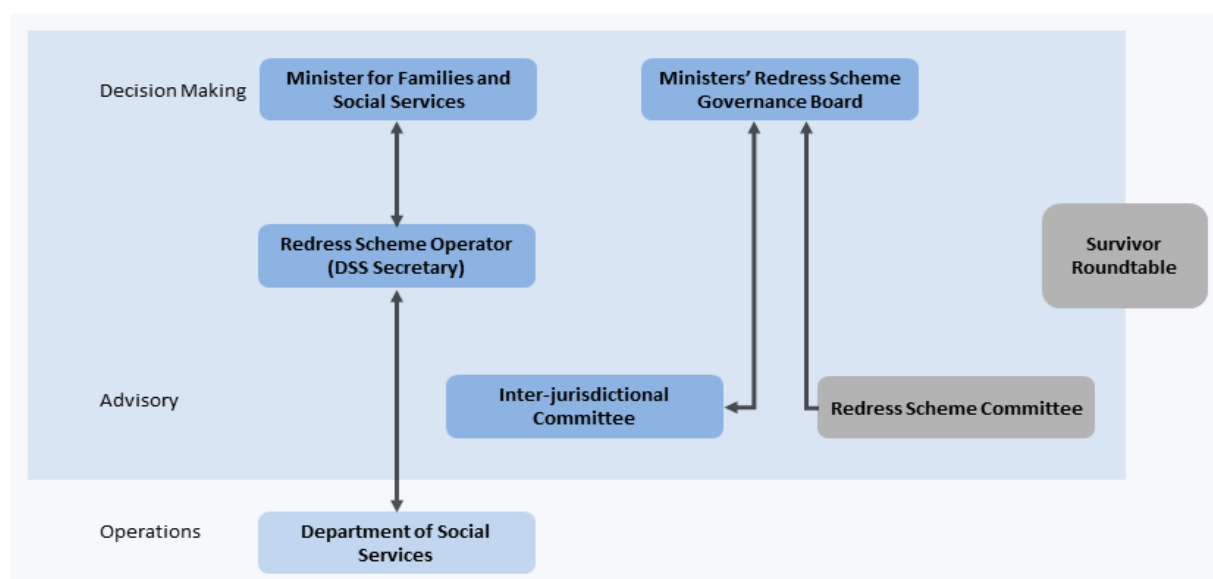 Decision Making
Minister for Families and
Social Services
Ministers’ Redress Scheme
Governance Board
Redress Scheme Operator
(DSS Secretary)
Survivor
Roundtable
Advisory
Inter-jurisdictional
Committee
Redress Scheme Committee
Operations
Department of Social
Services